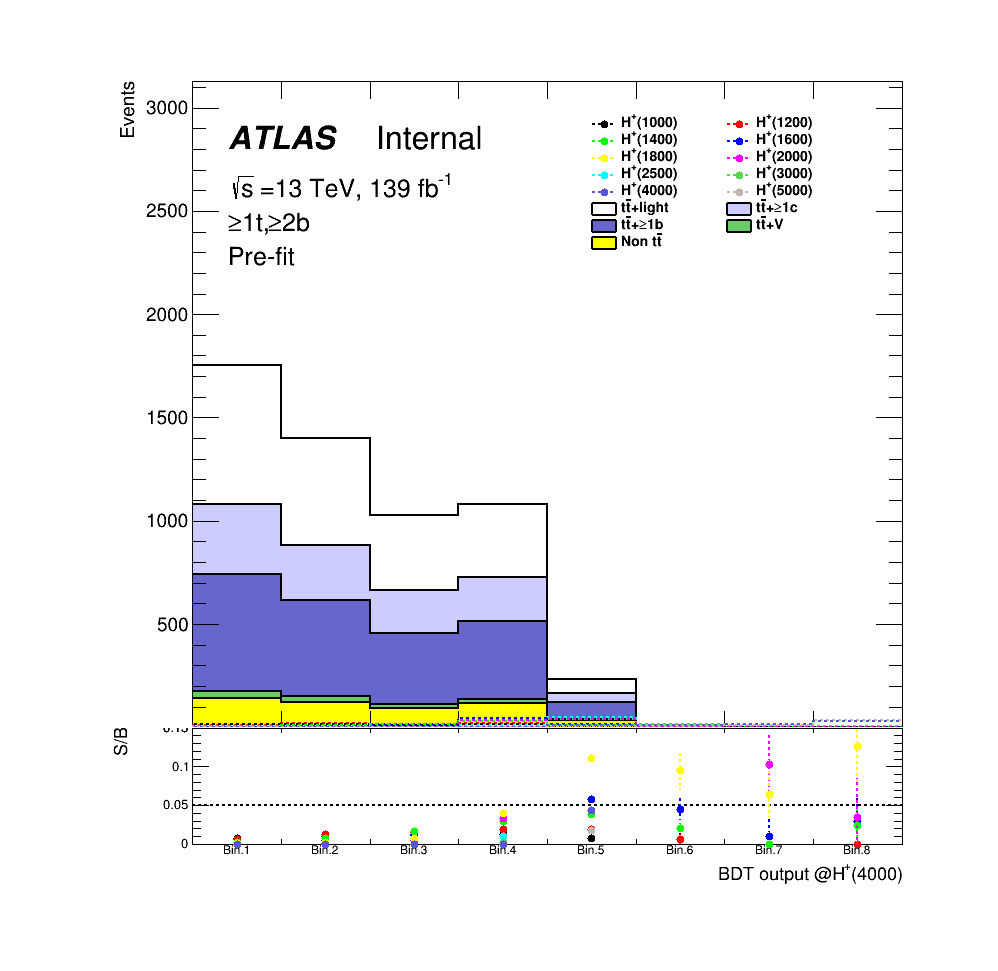 Events
3000
2500
2000
1500
1000
500
ATLAS Internal
√s =13 TeV, 139 fb⁻¹
≥1t,≥2b
Pre-fit
H⁺(1000) H⁺(1200)
H⁺(1400) H⁺(1600)
H⁺(1800) H⁺(2000)
H⁺(2500) H⁺(3000)
H⁺(4000) H⁺(5000)
tt̄+light tt̄+≥1c
tt̄+≥1b tt̄+V
Non tt̄
S/B
0.15
0.1
0.05
0
Bin.1 Bin.2 Bin.3 Bin.4 Bin.5 Bin.6 Bin.7 Bin.8
BDT output @H⁺(4000)